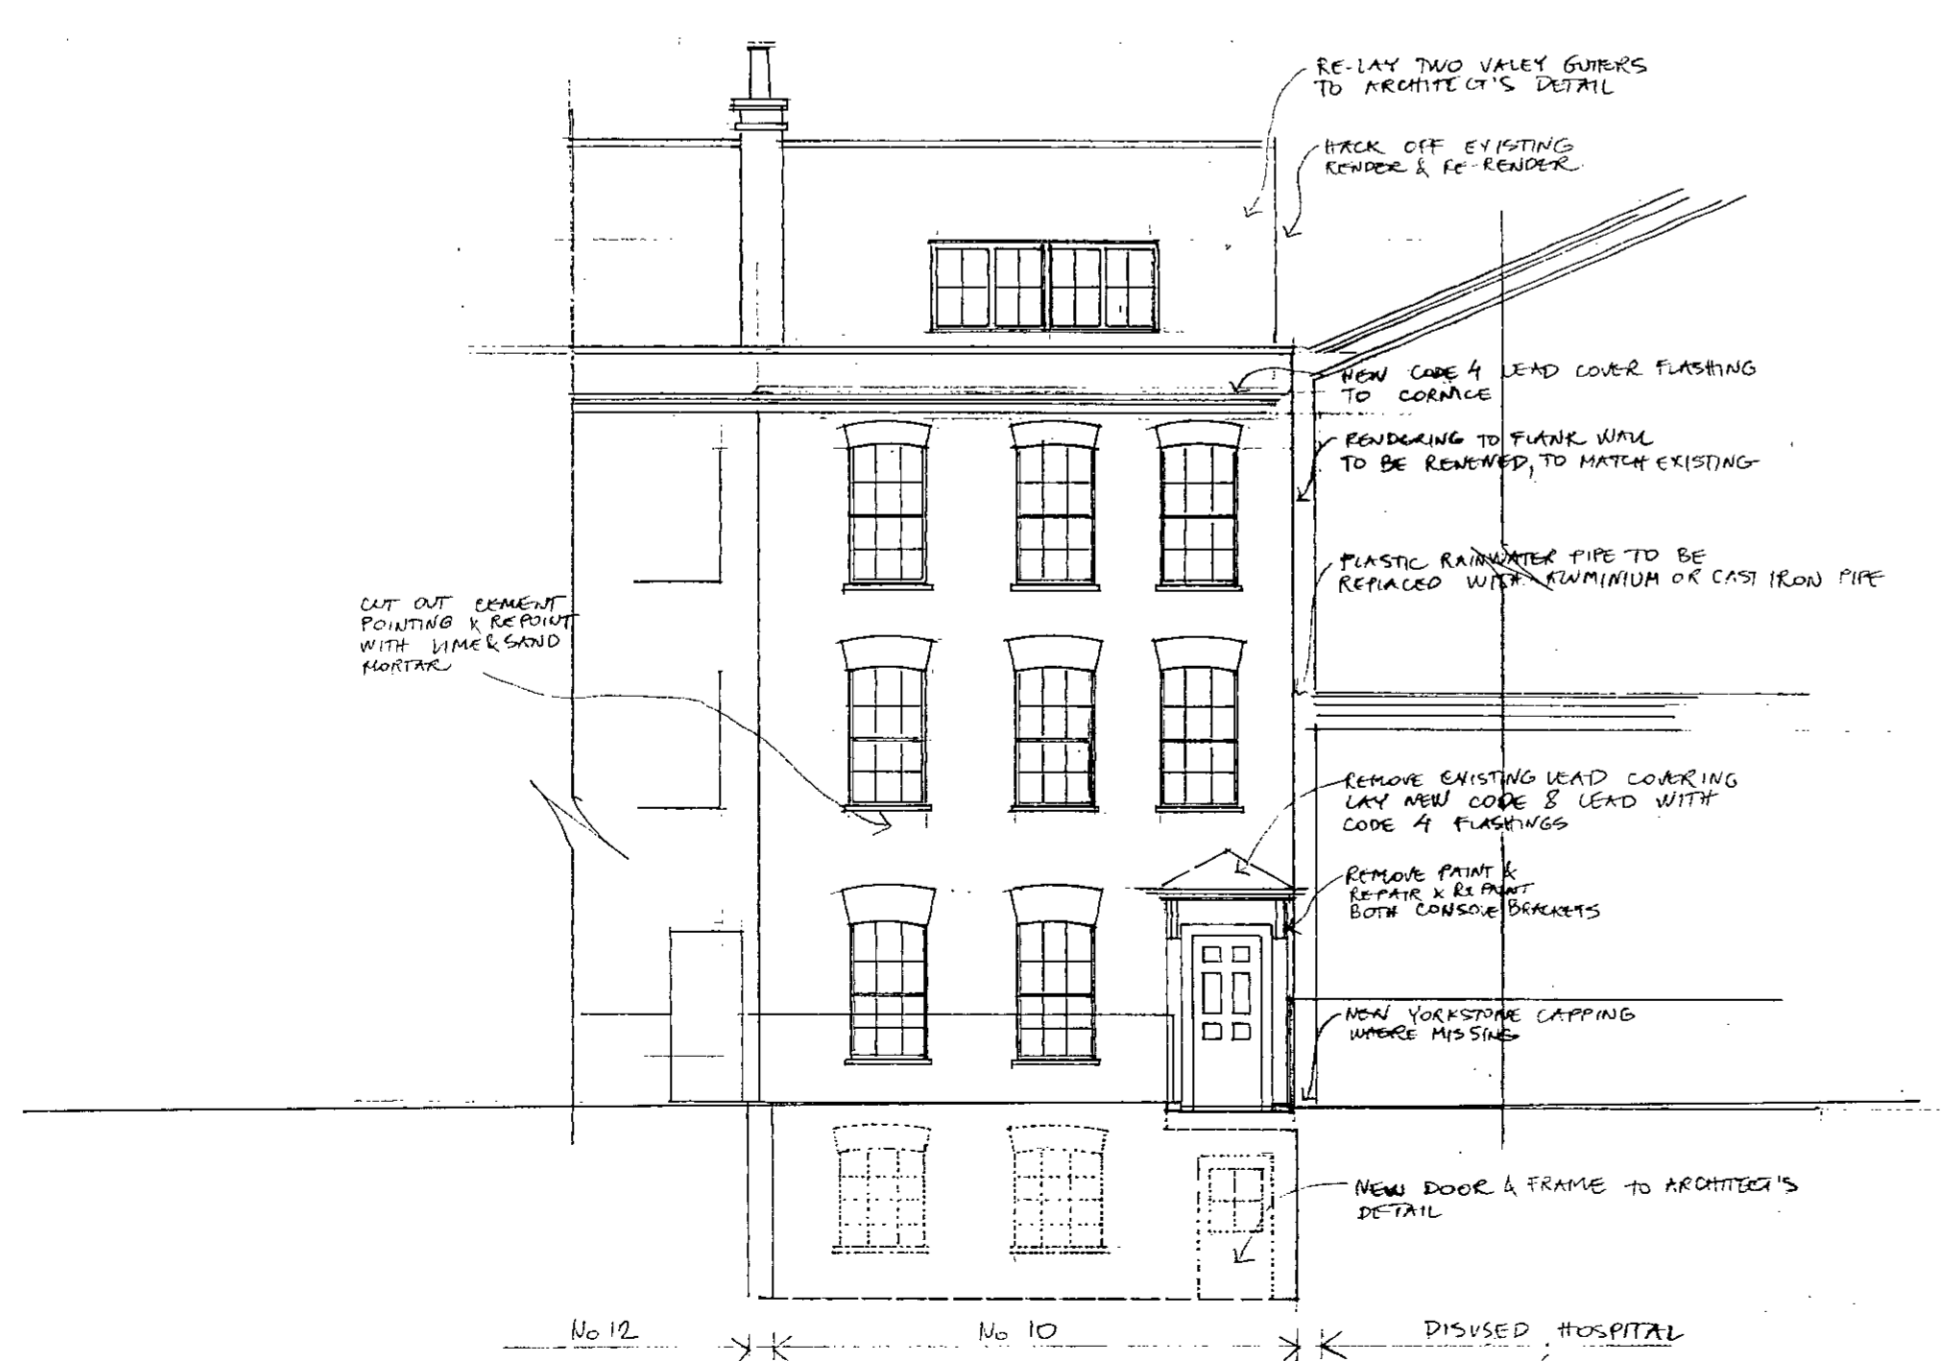 RE-LAY TWO VALEY GUTERS
TO ARCHITECT'S DETAIL
HACK OFF EXISTING
RENDER & RE-RENDER
NEW CODE 4 LEAD COVER FLASHING
TO CORNICE
RENDERING TO FLANK WALL
TO BE RENEWED, TO MATCH EXISTING
PLASTIC RAINWATER PIPE TO BE
REPLACED WITH ALUMINIUM OR CAST IRON PIPE
CUT OUT CEMENT
POINTING & REPOINT
WITH LIME & SAND
MORTAR
REMOVE EXISTING LEAD COVERING
LAY NEW CODE 8 LEAD WITH
CODE 4 FLASHINGS
REMOVE PAINT &
REPAIR & REPAINT
BOTH CONSOLE BRACKETS
NEW YORKSTONE CAPPING
WHERE MISSING
NEW DOOR & FRAME TO ARCHITECT'S
DETAIL
No 12
No 10
DISUSED HOSPITAL